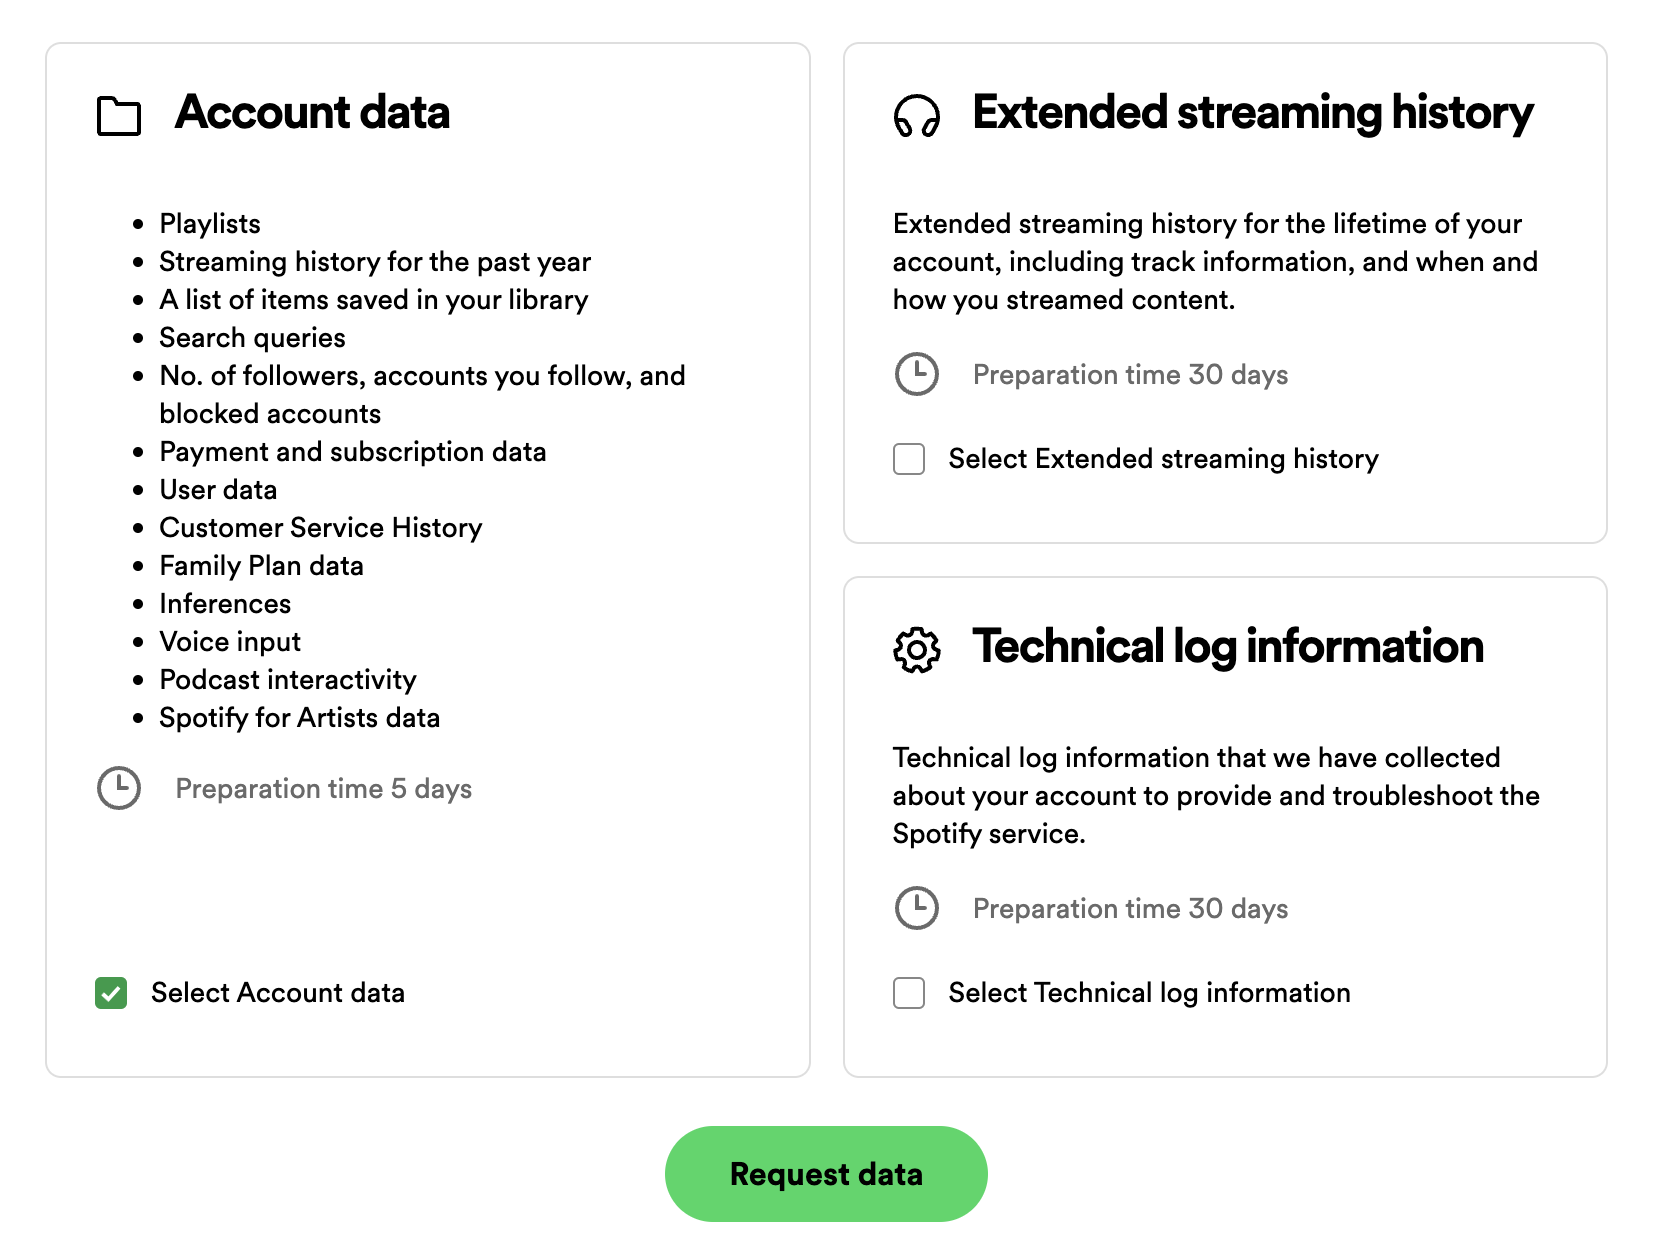 Account data
• Playlists
• Streaming history for the past year
• A list of items saved in your library
• Search queries
• No. of followers, accounts you follow, and
blocked accounts
• Payment and subscription data
• User data
• Customer Service History
• Family Plan data
• Inferences
• Voice input
• Podcast interactivity
• Spotify for Artists data
Preparation time 5 days
Select Account data
Extended streaming history
Extended streaming history for the lifetime of your
account, including track information, and when and
how you streamed content.
Preparation time 30 days
Select Extended streaming history
Technical log information
Technical log information that we have collected
about your account to provide and troubleshoot the
Spotify service.
Preparation time 30 days
Select Technical log information
Request data